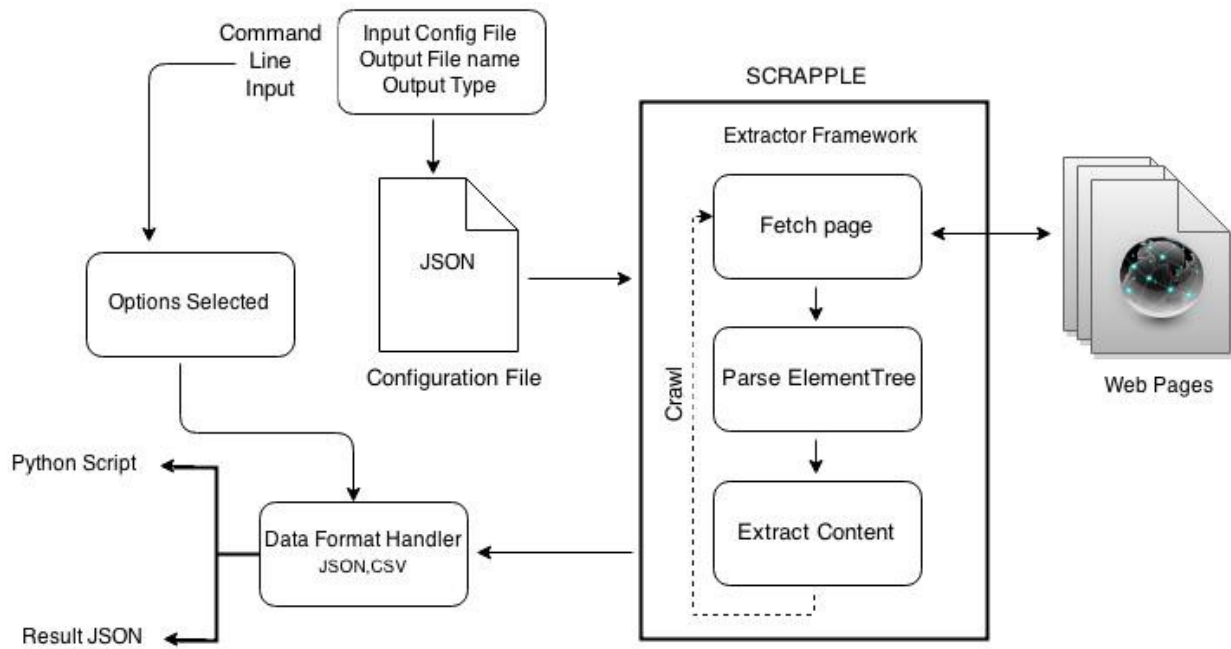 Command
Line
Input
Input Config File
Output File name
Output Type
SCRAPPLE
Extractor Framework
Fetch page
JSON
Options Selected
Configuration File
Parse ElementTree
Crawl
Web Pages
Python Script
Data Format Handler
JSON,CSV
Extract Content
Result JSON